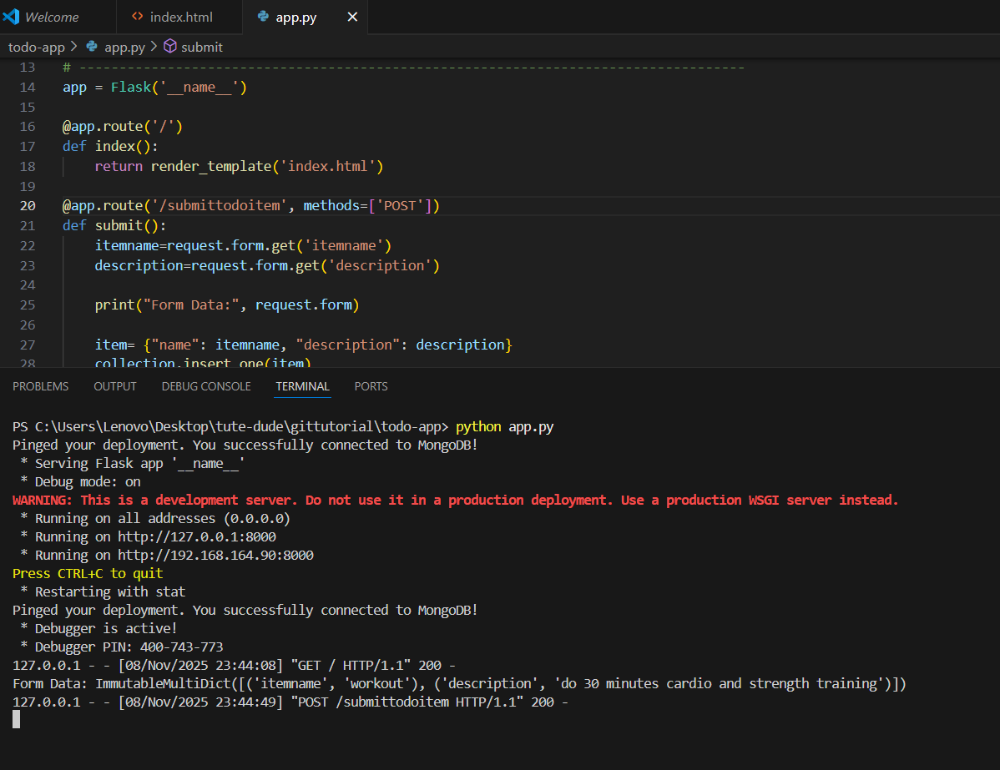 Welcome
index.html
app.py
todo-app > app.py > submit
13 # -----------------------------------------------------------------------------------
14 app = Flask('__name__')
15
16 @app.route('/')
17 def index():
18     return render_template('index.html')
19
20 @app.route('/submittodoitem', methods=['POST'])
21 def submit():
22     itemname=request.form.get('itemname')
23     description=request.form.get('description')
24
25     print("Form Data:", request.form)
26
27     item= {"name": itemname, "description": description}
28     collection.insert_one(item)
PROBLEMS OUTPUT DEBUG CONSOLE TERMINAL PORTS
PS C:\Users\Lenovo\Desktop\tute-dude\gittutorial\todo-app> python app.py
Pinged your deployment. You successfully connected to MongoDB!
 * Serving Flask app '__name__'
 * Debug mode: on
WARNING: This is a development server. Do not use it in a production deployment. Use a production WSGI server instead.
 * Running on all addresses (0.0.0.0)
 * Running on http://127.0.0.1:8000
 * Running on http://192.168.164.90:8000
Press CTRL+C to quit
 * Restarting with stat
Pinged your deployment. You successfully connected to MongoDB!
 * Debugger is active!
 * Debugger PIN: 400-743-773
127.0.0.1 - - [08/Nov/2025 23:44:08] "GET / HTTP/1.1" 200 -
Form Data: ImmutableMultiDict([('itemname', 'workout'), ('description', 'do 30 minutes cardio and strength training')])
127.0.0.1 - - [08/Nov/2025 23:44:49] "POST /submittodoitem HTTP/1.1" 200 -